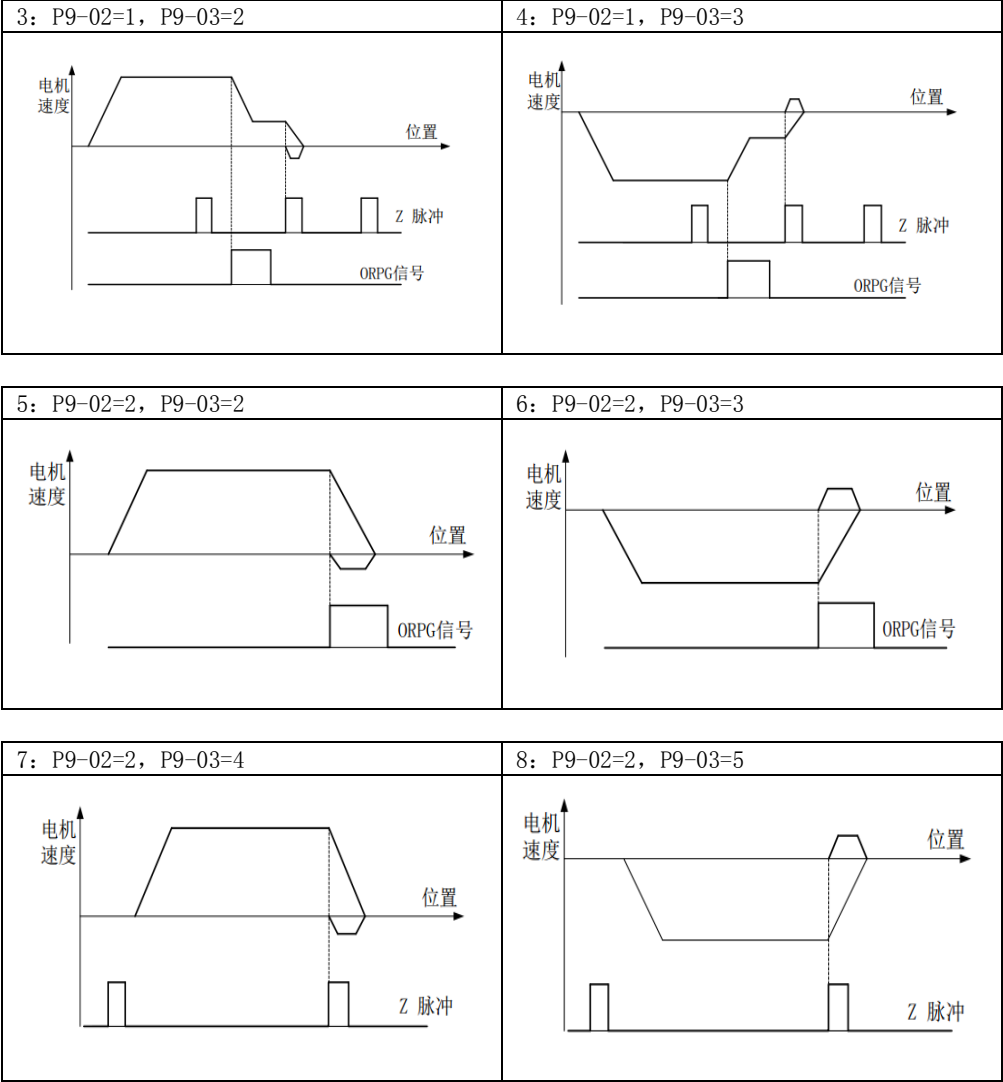 3：P9-02=1，P9-03=2
4：P9-02=1，P9-03=3
电机
速度
位置
Z 脉冲
ORPG信号
电机
速度
位置
Z 脉冲
ORPG信号
5：P9-02=2，P9-03=2
6：P9-02=2，P9-03=3
电机
速度
位置
ORPG信号
电机
速度
位置
ORPG信号
7：P9-02=2，P9-03=4
8：P9-02=2，P9-03=5
电机
速度
位置
Z 脉冲
电机
速度
位置
Z 脉冲